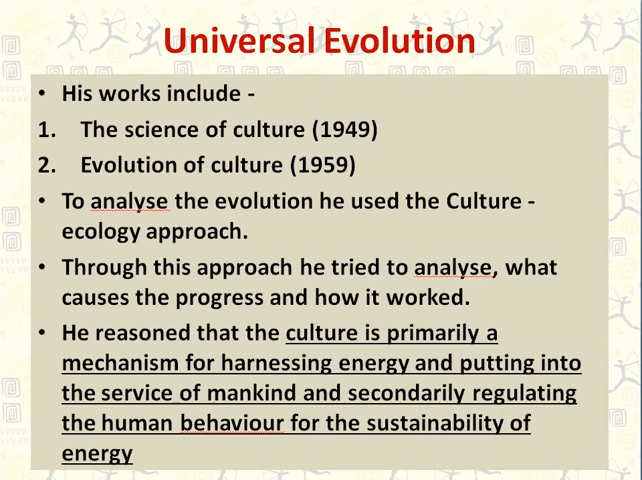 Universal Evolution
• His works include -
1. The science of culture (1949)
2. Evolution of culture (1959)
• To analyse the evolution he used the Culture -
ecology approach.
• Through this approach he tried to analyse, what
causes the progress and how it worked.
• He reasoned that the culture is primarily a
mechanism for harnessing energy and putting into
the service of mankind and secondarily regulating
the human behaviour for the sustainability of
energy